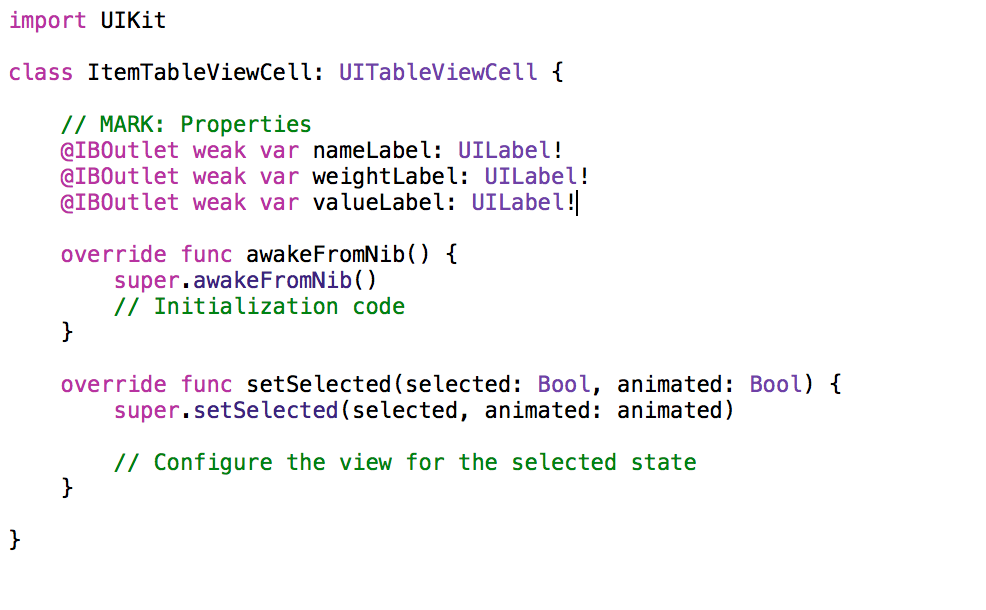 import UIKit
class ItemTableViewCell: UITableViewCell {
// MARK: Properties
@IBOutlet weak var nameLabel: UILabel!
@IBOutlet weak var weightLabel: UILabel!
@IBOutlet weak var valueLabel: UILabel!
override func awakeFromNib() {
super.awakeFromNib()
// Initialization code
}
override func setSelected(selected: Bool, animated: Bool) {
super.setSelected(selected, animated: animated)
// Configure the view for the selected state
}
}